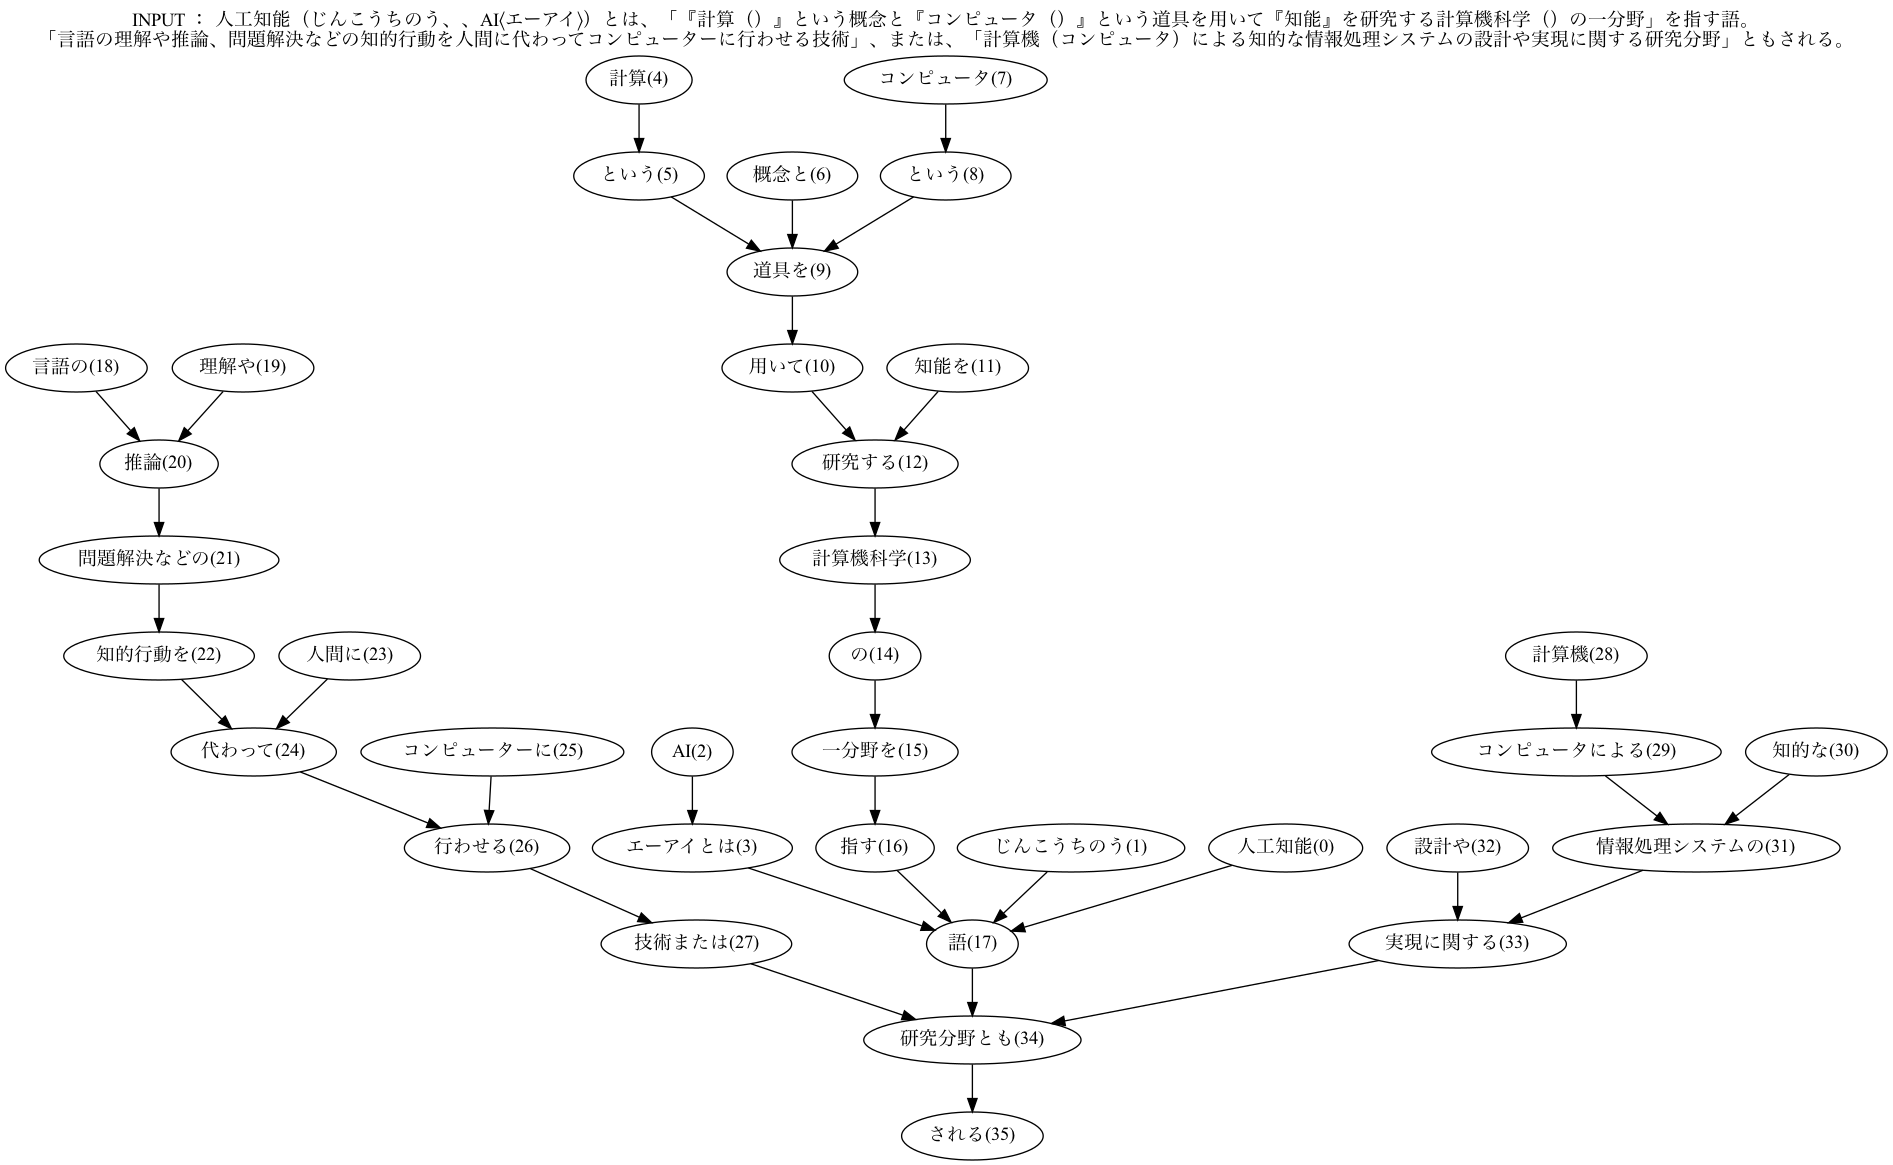 INPUT ： 人工知能（じんこうちのう、、AI〈エーアイ〉）とは、「『計算（）』という概念と『コンピュータ（）』という道具を用いて『知能』を研究する計算機科学（）の一分野」を指す語。
「言語の理解や推論、問題解決などの知的行動を人間に代わってコンピューターに行わせる技術」、または、「計算機（コンピュータ）による知的な情報処理システムの設計や実現に関する研究分野」ともされる。
計算(4)
コンピュータ(7)
という(5)
概念と(6)
という(8)
道具を(9)
言語の(18)
理解や(19)
用いて(10)
知能を(11)
推論(20)
研究する(12)
問題解決などの(21)
計算機科学(13)
知的行動を(22)
人間に(23)
の(14)
計算機(28)
代わって(24)
コンピューターに(25)
AI(2)
一分野を(15)
コンピュータによる(29)
知的な(30)
行わせる(26)
エーアイとは(3)
指す(16)
じんこうちのう(1)
人工知能(0)
設計や(32)
情報処理システムの(31)
技術または(27)
語(17)
実現に関する(33)
研究分野とも(34)
される(35)